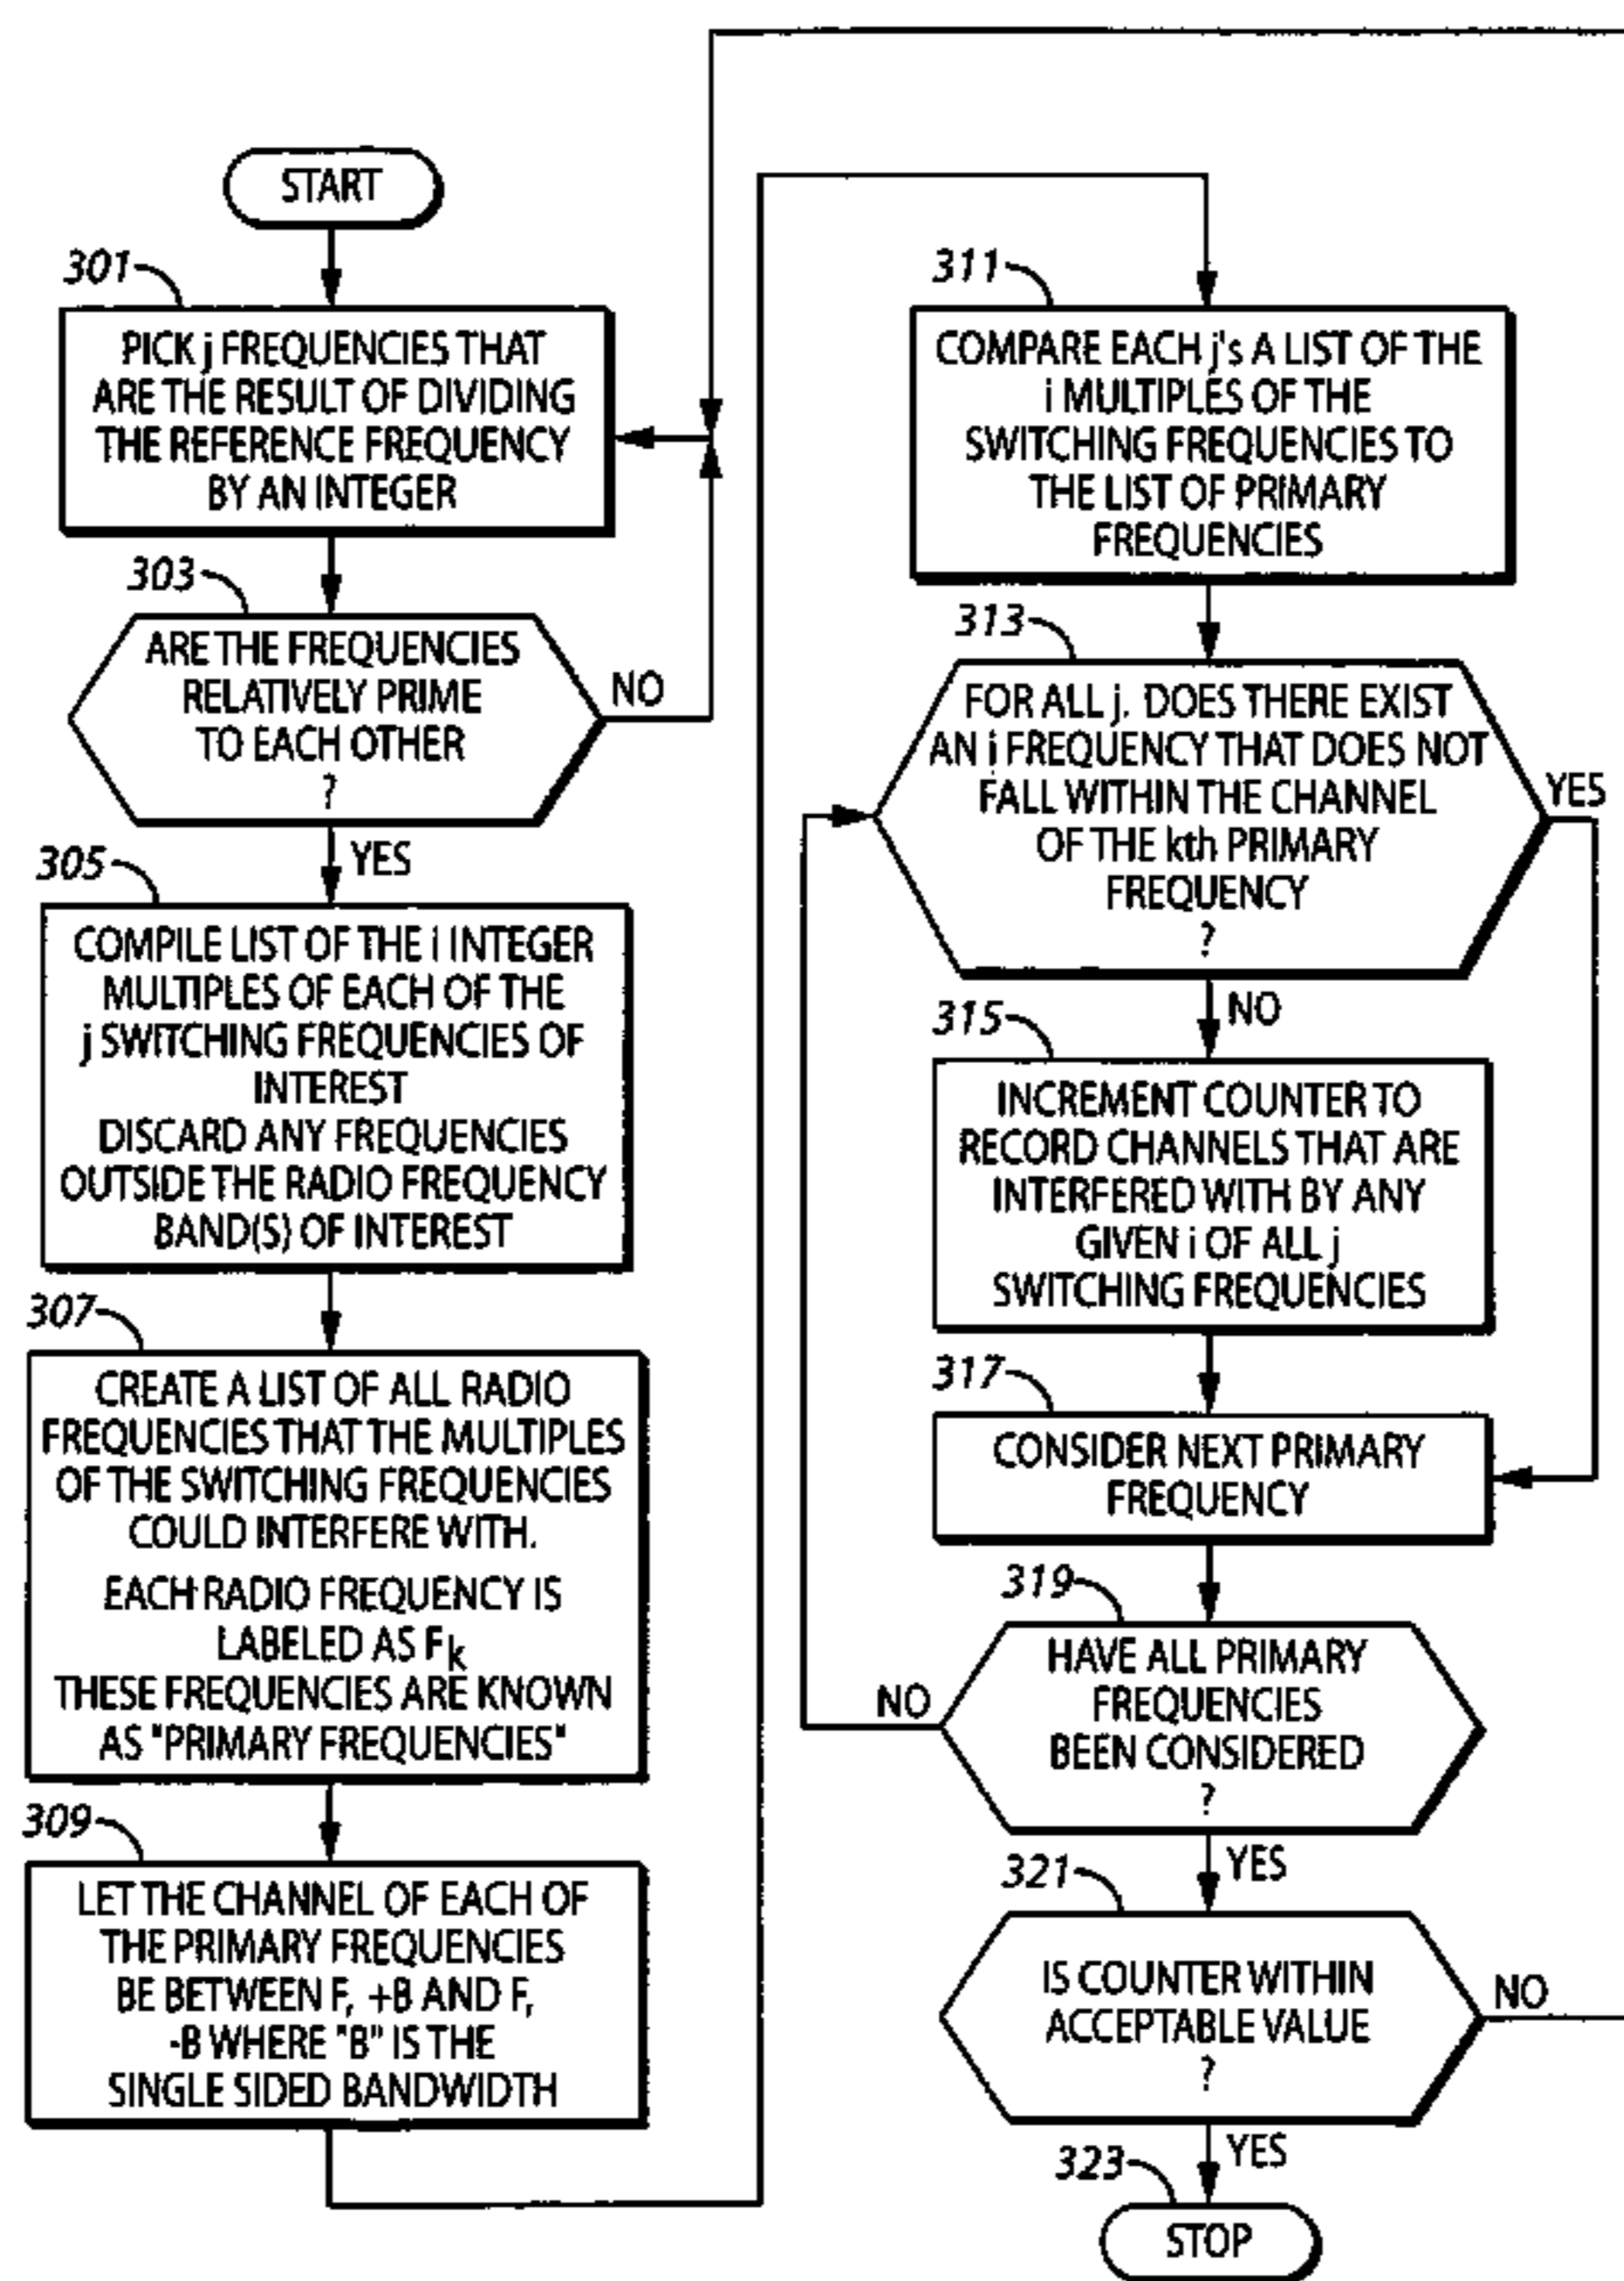 START
301
PICK j FREQUENCIES THAT
ARE THE RESULT OF DIVIDING
THE REFERENCE FREQUENCY
BY AN INTEGER
303
ARE THE FREQUENCIES
RELATIVELY PRIME
TO EACH OTHER
?
NO
YES
305
COMPILE LIST OF THE i INTEGER
MULTIPLES OF EACH OF THE
j SWITCHING FREQUENCIES OF
INTEREST
DISCARD ANY FREQUENCIES
OUTSIDE THE RADIO FREQUENCY
BAND(S) OF INTEREST
307
CREATE A LIST OF ALL RADIO
FREQUENCIES THAT THE MULTIPLES
OF THE SWITCHING FREQUENCIES
COULD INTERFERE WITH.
EACH RADIO FREQUENCY IS
LABELED AS Fk
THESE FREQUENCIES ARE KNOWN
AS "PRIMARY FREQUENCIES"
309
LET THE CHANNEL OF EACH OF
THE PRIMARY FREQUENCIES
BE BETWEEN F, +B AND F,
-B WHERE "B" IS THE
SINGLE SIDED BANDWIDTH
311
COMPARE EACH j's A LIST OF THE
i MULTIPLES OF THE
SWITCHING FREQUENCIES TO
THE LIST OF PRIMARY
FREQUENCIES
313
FOR ALL j. DOES THERE EXIST
AN i FREQUENCY THAT DOES NOT
FALL WITHIN THE CHANNEL
OF THE kth PRIMARY
FREQUENCY
?
YES
NO
315
INCREMENT COUNTER TO
RECORD CHANNELS THAT ARE
INTERFERED WITH BY ANY
GIVEN i OF ALL j
SWITCHING FREQUENCIES
317
CONSIDER NEXT PRIMARY
FREQUENCY
319
HAVE ALL PRIMARY
FREQUENCIES
BEEN CONSIDERED
?
NO
YES
321
IS COUNTER WITHIN
ACCEPTABLE VALUE
?
NO
YES
323
STOP